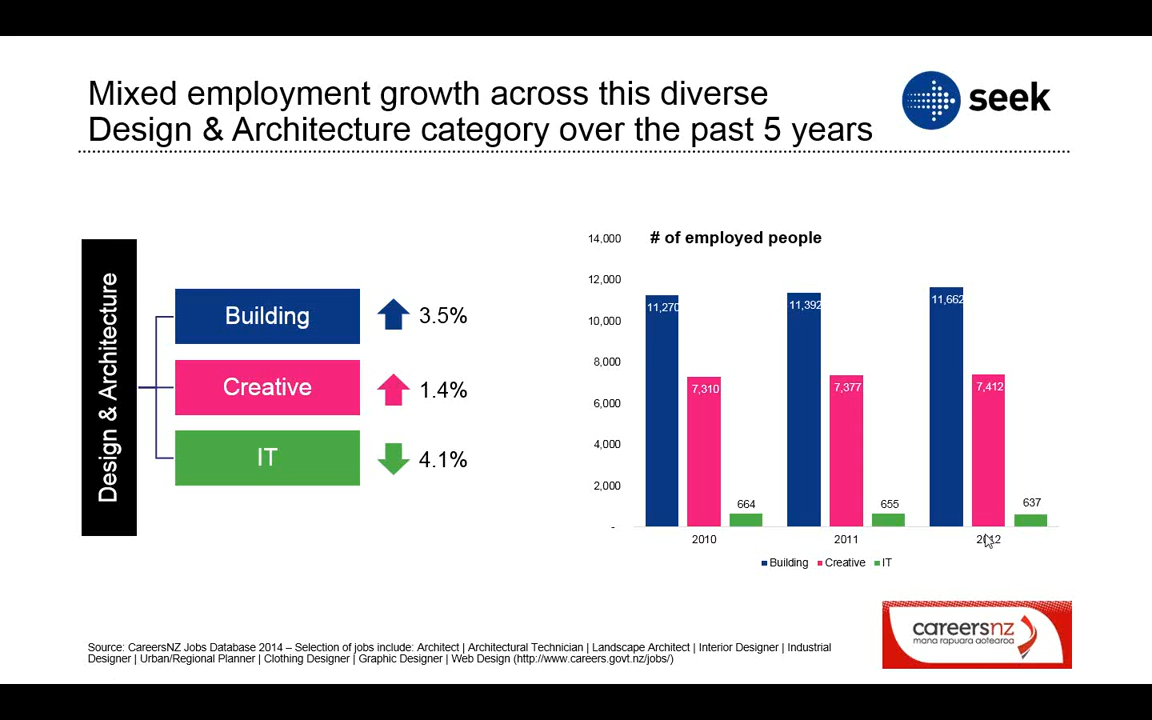 Mixed employment growth across this diverse
Design & Architecture category over the past 5 years
seek
Design & Architecture
Building
3.5%
Creative
1.4%
IT
4.1%
# of employed people
14,000
12,000
10,000
8,000
6,000
4,000
2,000
-
11,270
7,310
664
11,392
7,377
655
11,662
7,412
637
2010
2011
2012
Building Creative IT
Source: CareersNZ Jobs Database 2014 – Selection of jobs include: Architect | Architectural Technician | Landscape Architect | Interior Designer | Industrial
Designer | Urban/Regional Planner | Clothing Designer | Graphic Designer | Web Design (http://www.careers.govt.nz/jobs/)
careersnz
mana rapuara aotearoa